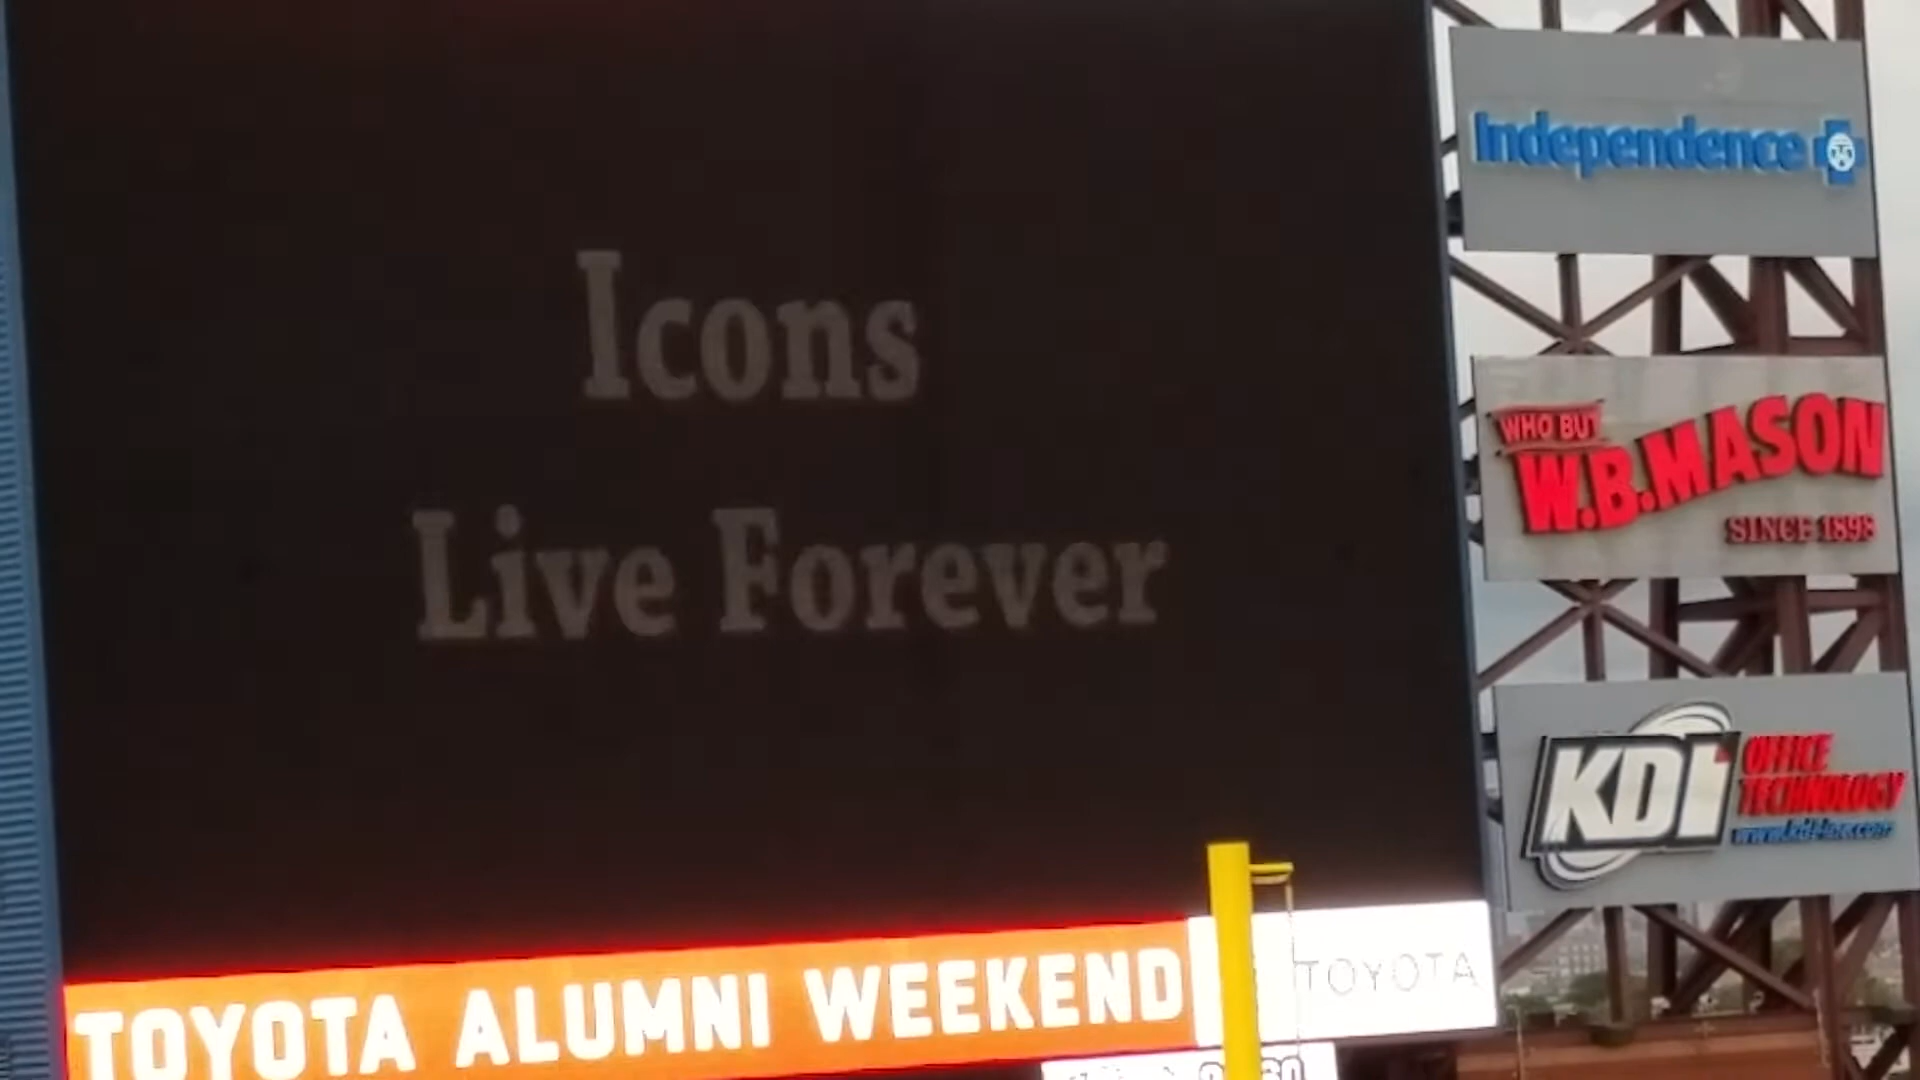 Icons
Live Forever
Independence
WHO BUT
W.B.MASON
SINCE 1898
KDI
OFFICE
TECHNOLOGY
TOYOTA ALUMNI WEEKEND
TOYOTA